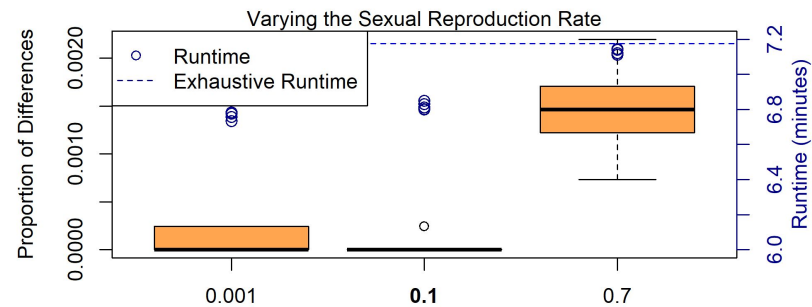 Varying the Sexual Reproduction Rate
Proportion of Differences
0.0020
0.0010
0.0000
Runtime
Exhaustive Runtime
7.2
6.8
6.4
6.0
Runtime (minutes)
0.001
0.1
0.7